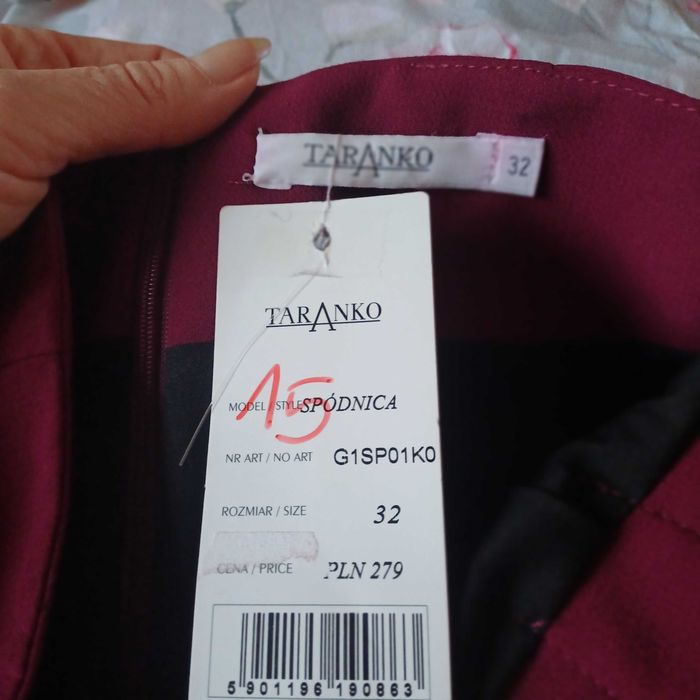 TARANKO 32
TARANKO
15
MODEL / STYLE SPÓDNICA
NR ART / NO ART G1SP01K0
ROZMIAR / SIZE 32
CENA / PRICE PLN 279
5 901196 190863